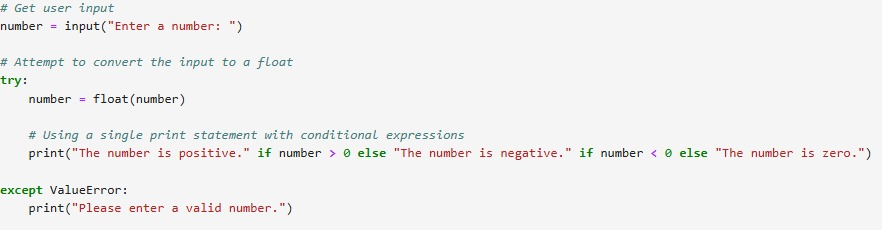 # Get user input
number = input("Enter a number: ")
# Attempt to convert the input to a float
try:
    number = float(number)
    # Using a single print statement with conditional expressions
    print("The number is positive." if number > 0 else "The number is negative." if number < 0 else "The number is zero.")
except ValueError:
    print("Please enter a valid number.")